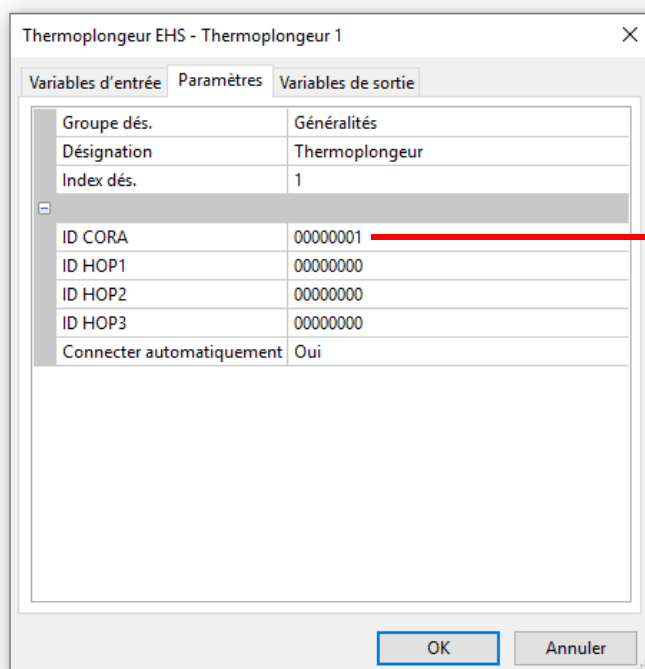 Thermoplongeur EHS - Thermoplongeur 1
Variables d'entrée Paramètres Variables de sortie
Groupe dés. Généralités
Désignation Thermoplongeur
Index dés. 1
ID CORA 00000001
ID HOP1 00000000
ID HOP2 00000000
ID HOP3 00000000
Connecter automatiquement Oui
OK Annuler